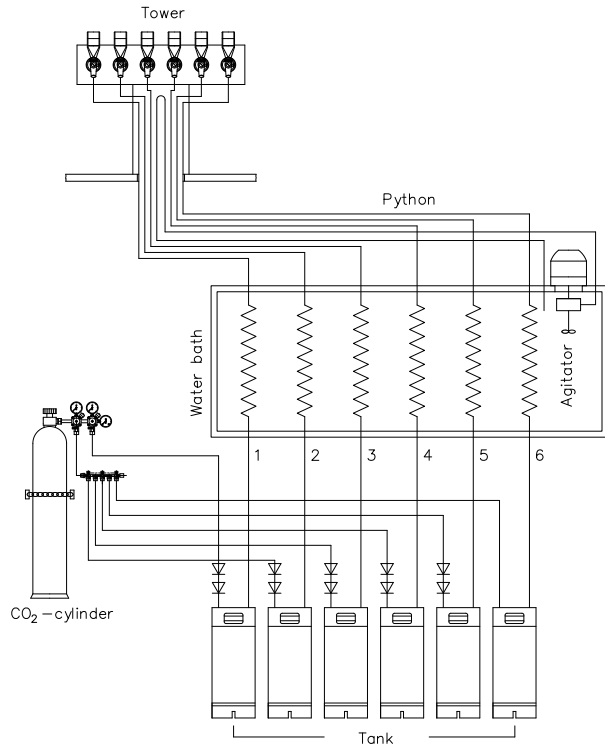 Tower
Python
Water bath
Agitator
1 2 3 4 5 6
CO₂-cylinder
Tank